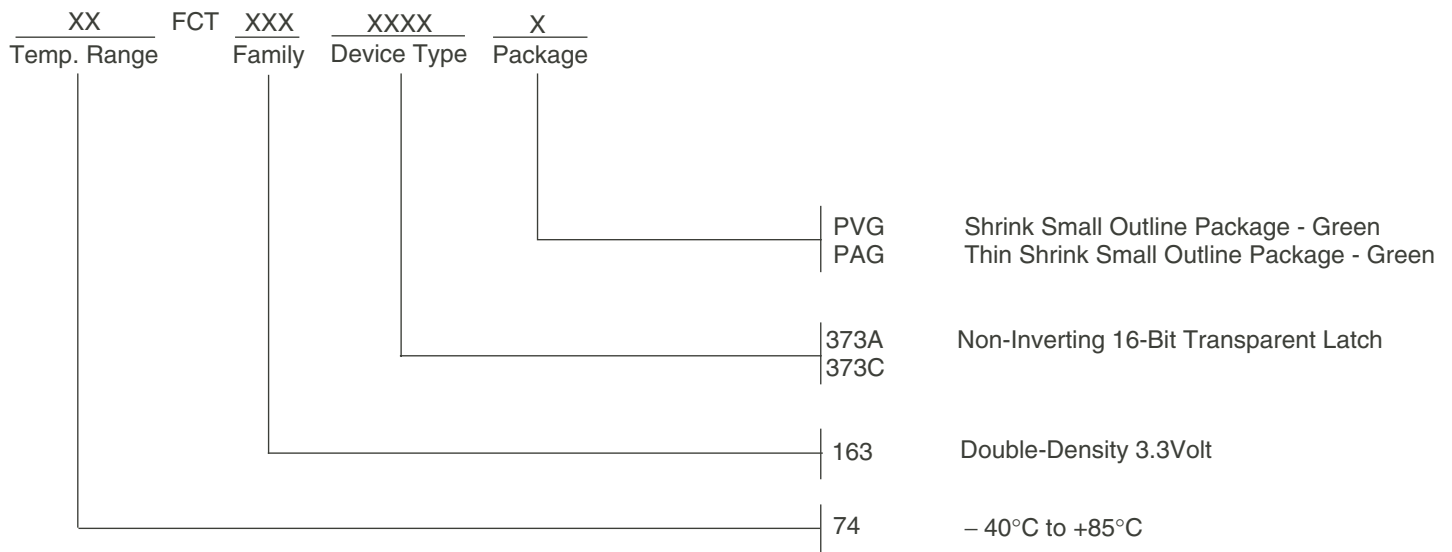 XX FCT XXX XXXX X
Temp. Range Family Device Type Package
PVG Shrink Small Outline Package - Green
PAG Thin Shrink Small Outline Package - Green
373A Non-Inverting 16-Bit Transparent Latch
373C
163 Double-Density 3.3Volt
74 – 40°C to +85°C